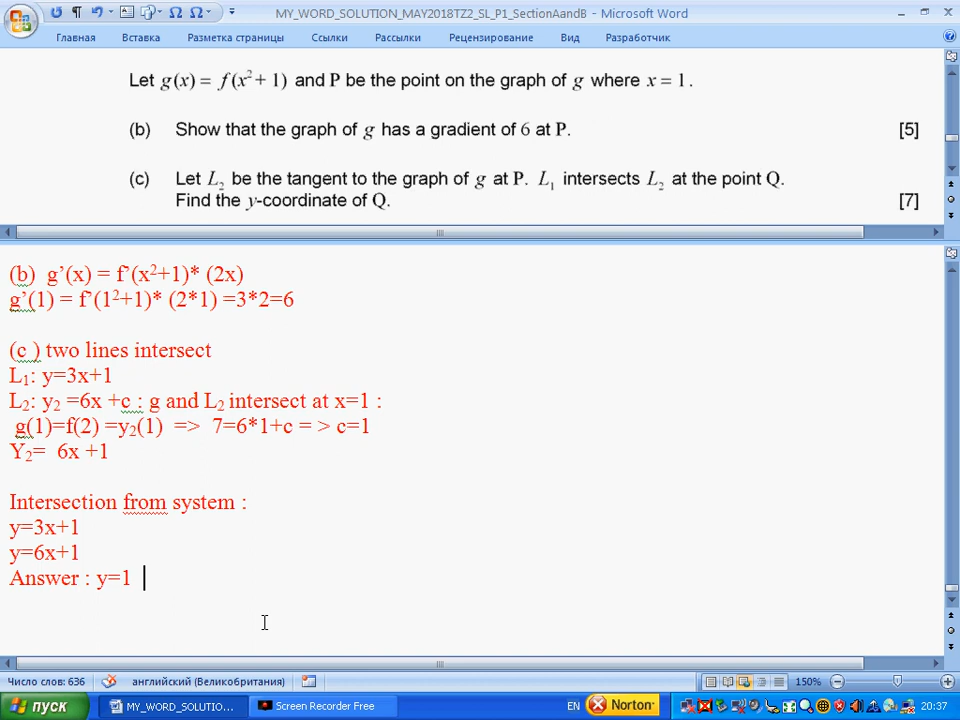 MY_WORD_SOLUTION_MAY2018TZ2_SL_P1_SectionAandB - Microsoft Word
Главная Вставка Разметка страницы Ссылки Рассылки Рецензирование Вид Разработчик
Let g(x) = f(x² + 1) and P be the point on the graph of g where x = 1.
(b) Show that the graph of g has a gradient of 6 at P. [5]
(c) Let L₂ be the tangent to the graph of g at P. L₁ intersects L₂ at the point Q.
Find the y-coordinate of Q. [7]
(b) g’(x) = f’(x²+1)* (2x)
g’(1) = f’(1²+1)* (2*1) =3*2=6
(c ) two lines intersect
L₁: y=3x+1
L₂: y₂ =6x +c : g and L₂ intersect at x=1 :
g(1)=f(2) =y₂(1) => 7=6*1+c = > c=1
Y₂= 6x +1
Intersection from system :
y=3x+1
y=6x+1
Answer : y=1
Число слов: 636 английский (Великобритания) 150%
пуск MY_WORD_SOLUTIO... Screen Recorder Free EN Norton 20:37